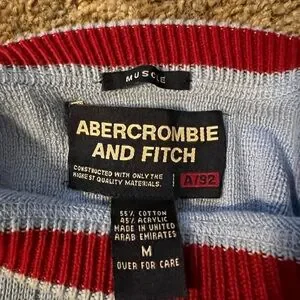 MUSCLE
ABERCROMBIE
AND FITCH
CONSTRUCTED WITH ONLY THE
HIGHEST QUALITY MATERIALS.
A/92
55% COTTON
45% ACRYLIC
MADE IN UNITED
ARAB EMIRATES
M
OVER FOR CARE